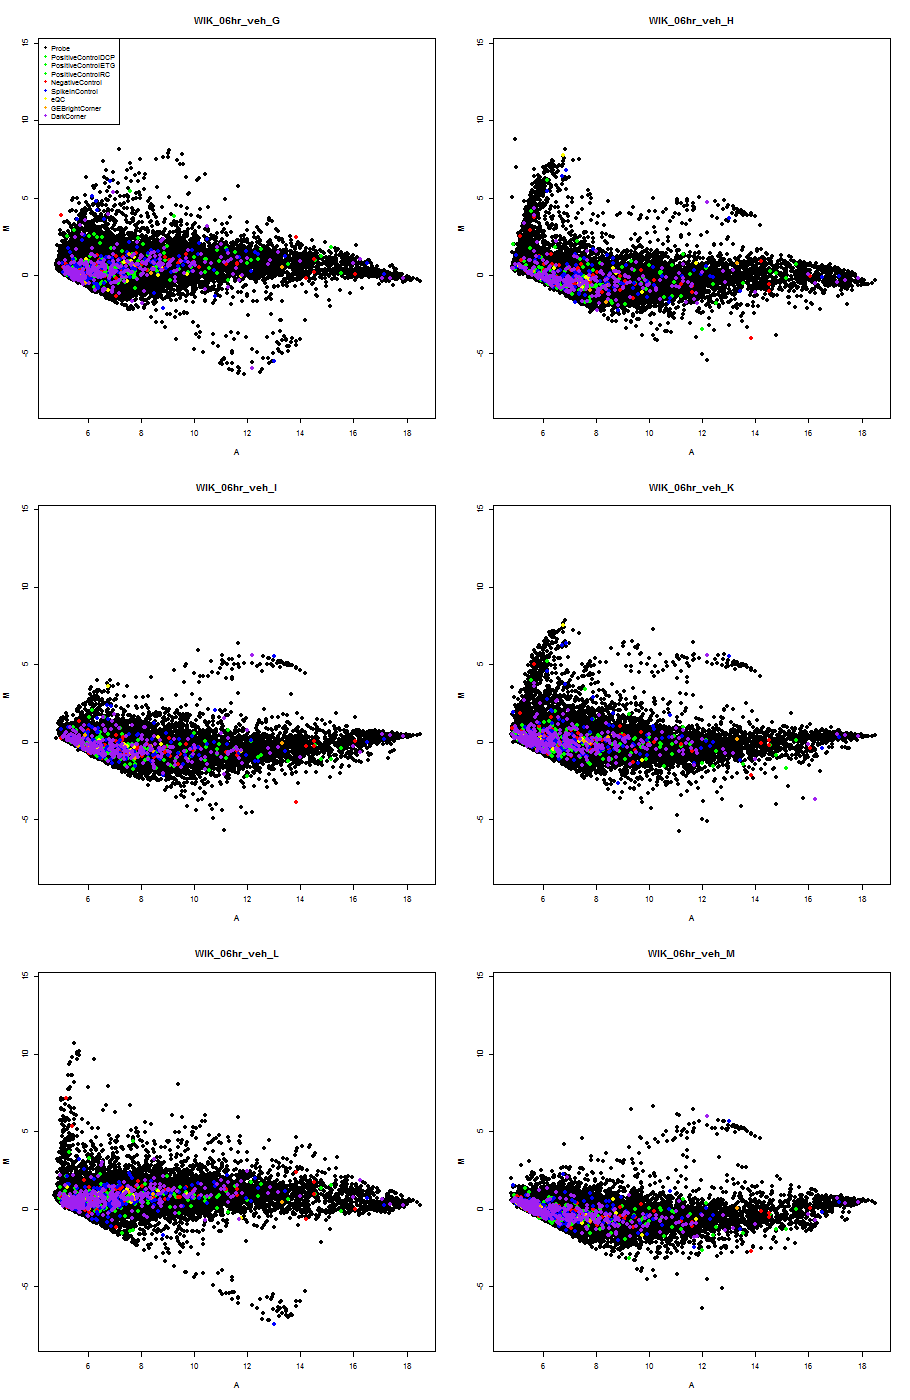 WIK_06hr_veh_G
15
10
5
0
-5
M
Probe
PositiveControlDCP
PositiveControlETG
PositiveControlRC
NegativeControl
SpikeInControl
eQC
GEBrightCorner
DarkCorner
6 8 10 12 14 16 18
A
WIK_06hr_veh_H
15
10
5
0
-5
M
6 8 10 12 14 16 18
A
WIK_06hr_veh_I
15
10
5
0
-5
M
6 8 10 12 14 16 18
A
WIK_06hr_veh_K
15
10
5
0
-5
M
6 8 10 12 14 16 18
A
WIK_06hr_veh_L
15
10
5
0
-5
M
6 8 10 12 14 16 18
A
WIK_06hr_veh_M
15
10
5
0
-5
M
6 8 10 12 14 16 18
A